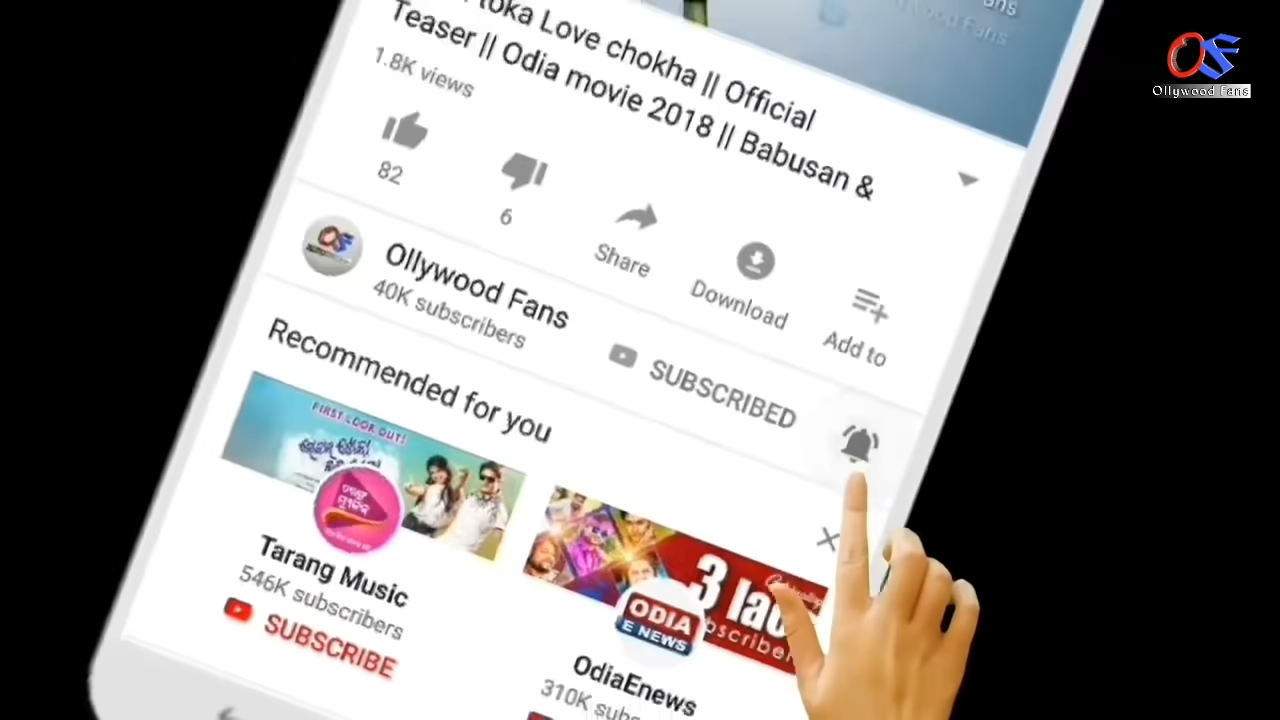 Ollywood Fans
toka Love chokha || Official
Teaser || Odia movie 2018 || Babusan &
1.8K views
82
6
Share
Download
Add to
Ollywood Fans
40K subscribers
SUBSCRIBED
Recommended for you
FIRST LOOK OUT!
Tarang Music
546K subscribers
SUBSCRIBE
3 lac
ODIA
E NEWS
OdiaEnews
310K